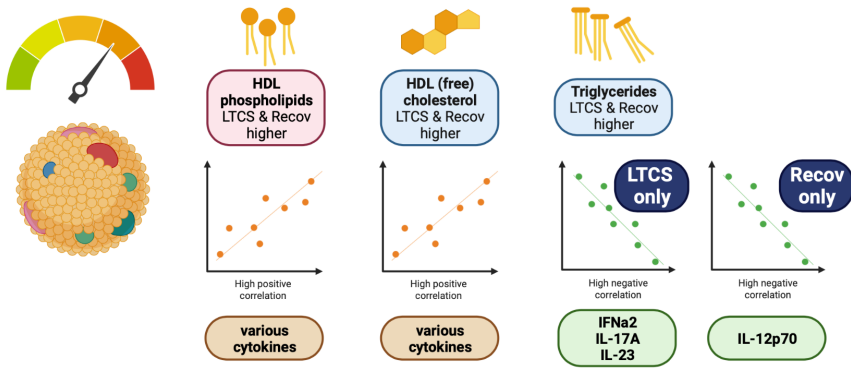 HDL
phospholipids
LTCS & Recov
higher
HDL (free)
cholesterol
LTCS & Recov
higher
Triglycerides
LTCS & Recov
higher
LTCS
only
Recov
only
High positive
correlation
High positive
correlation
High negative
correlation
High negative
correlation
various
cytokines
various
cytokines
IFNa2
IL-17A
IL-23
IL-12p70